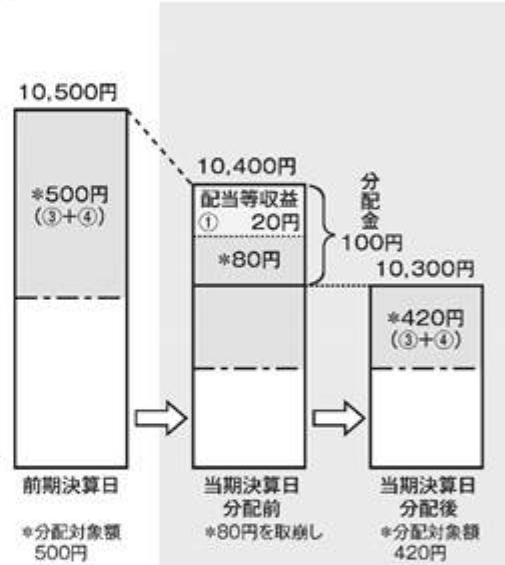 10,500円
*500円
(③+④)
前期決算日
*分配対象額
500円
10,400円
配当等収益
① 20円
*80円
分配金
100円
当期決算日
分配前
*80円を取崩し
10,300円
*420円
(③+④)
当期決算日
分配後
*分配対象額
420円